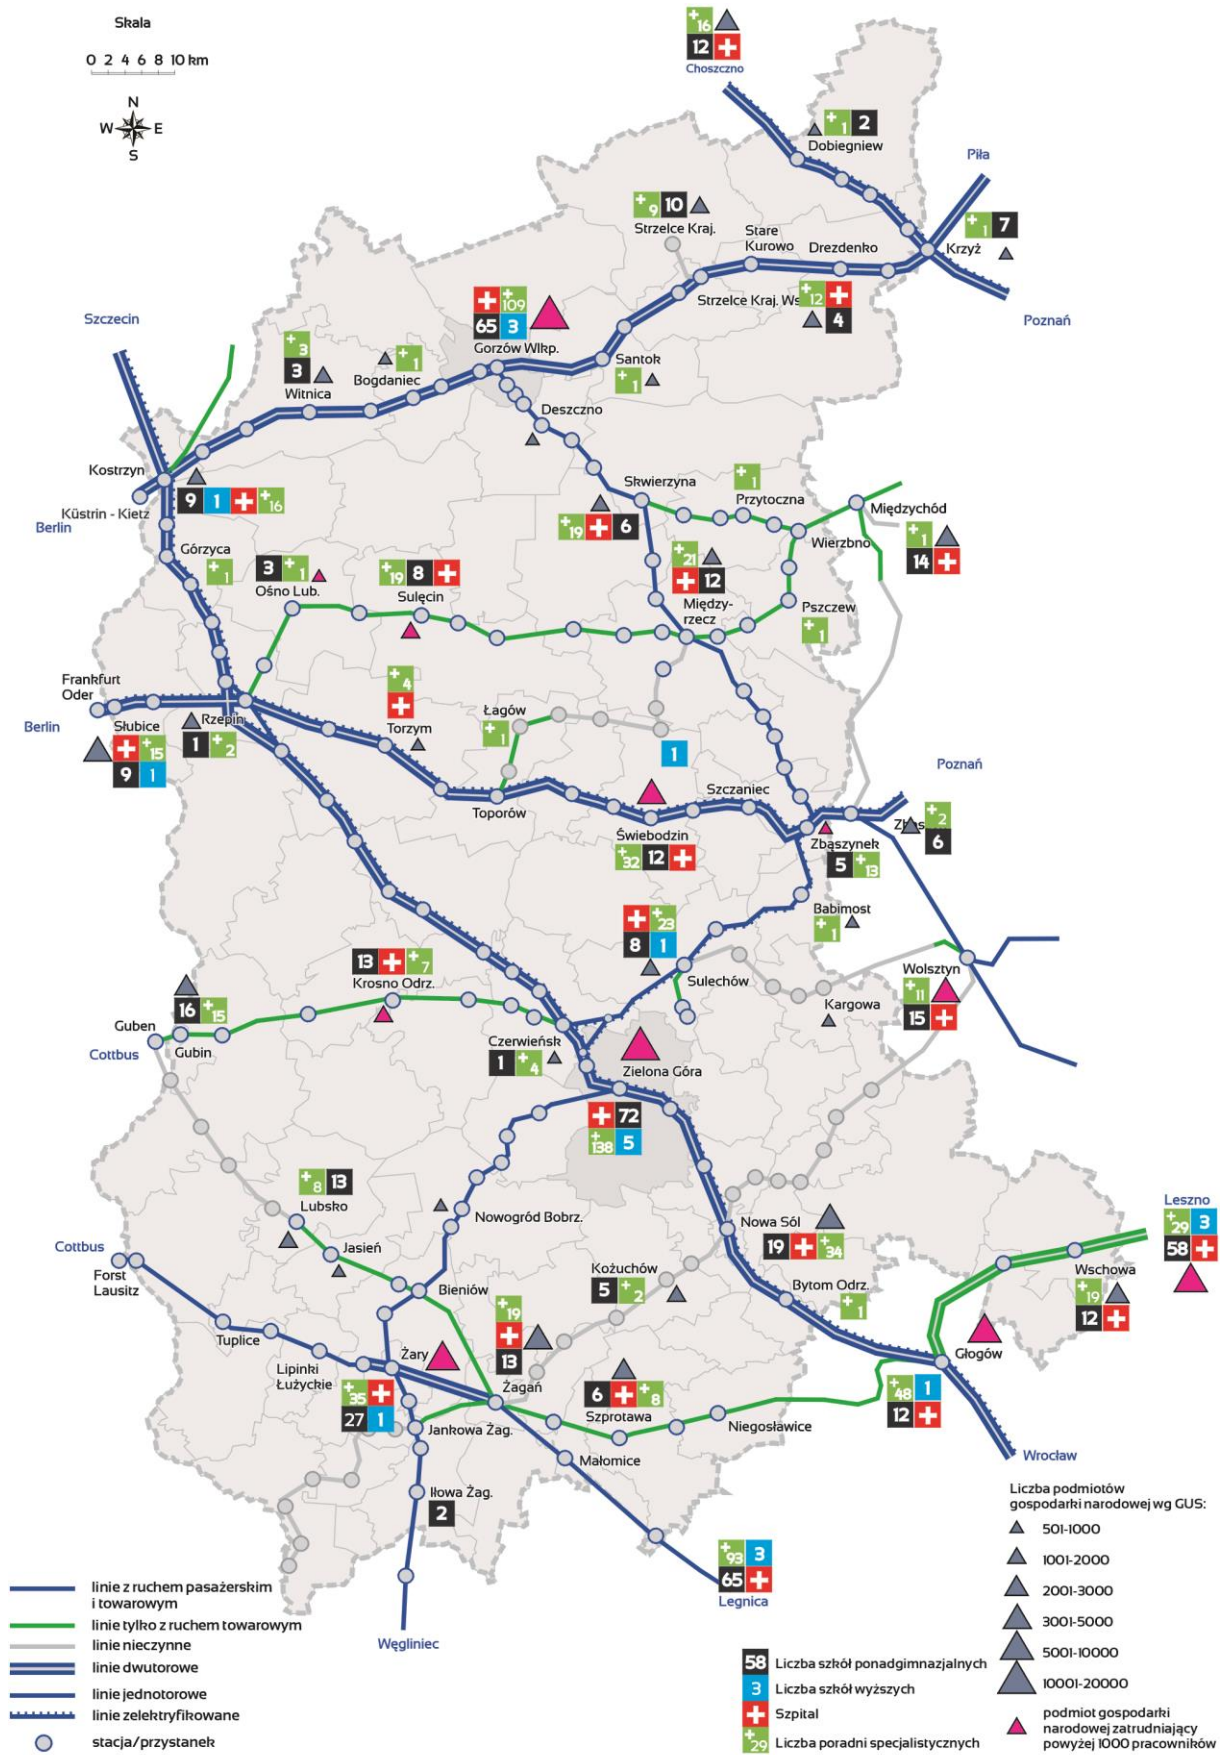 Skala
0 2 4 6 8 10 km
N
W E
S
16
12
Choszczno
1 2
Dobiegniew
Piła
1 7
Krzyż
9 10
Strzelce Kraj.
Stare
Kurowo
Drezdenko
Strzelce Kraj. Ws
12
4
Poznań
Szczecin
109
65 3
Gorzów Wlkp.
3
3
Witnica
1
Bogdaniec
Santok
1
Deszczno
Kostrzyn
9 1 16
Küstrin - Kietz
Berlin
Skwierzyna
19 6
1
Przytoczna
Wierzbno
Międzychód
1
14
Górzyca
1
3 1
Ośno Lub.
19 8
Sulęcin
21
12
Między-
rzecz
Pszczew
1
Frankfurt
Oder
Berlin
Słubice
15
9 1
Rzepin
1 2
4
Torzym
Łagów
1
1
Toporów
Świebodzin
32 12
Szczaniec
Poznań
Zbąszynek
5 13
2
6
Babimost
1
23
8 1
Sulechów
Kargowa
Wolsztyn
11
15
13 7
Krosno Odrz.
16 15
Guben
Gubin
Cottbus
Czerwieńsk
1 4
Zielona Góra
72
138 5
8 13
Lubsko
Jasień
Nowogród Bobrz.
Nowa Sól
19 34
Leszno
29 3
58
Wschowa
19
12
Cottbus
Forst
Lausitz
Bieniów
Kożuchów
5 2
Bytom Odrz.
1
Tuplice
Lipinki
Łużyckie
Żary
35
27 1
19
13
Żagań
6 8
Szprotawa
Głogów
48 1
12
Jankowa Żag.
Niegosławice
Małomice
Wrocław
Iłowa Żag.
2
93 3
65
Legnica
Węgliniec
linie z ruchem pasażerskim
i towarowym
linie tylko z ruchem towarowym
linie nieczynne
linie dwutorowe
linie jednotorowe
linie zelektryfikowane
stacja/przystanek
58 Liczba szkół ponadgimnazjalnych
3 Liczba szkół wyższych
Szpital
29 Liczba poradni specjalistycznych
Liczba podmiotów
gospodarki narodowej wg GUS:
501-1000
1001-2000
2001-3000
3001-5000
5001-10000
10001-20000
podmiot gospodarki
narodowej zatrudniający
powyżej 1000 pracowników